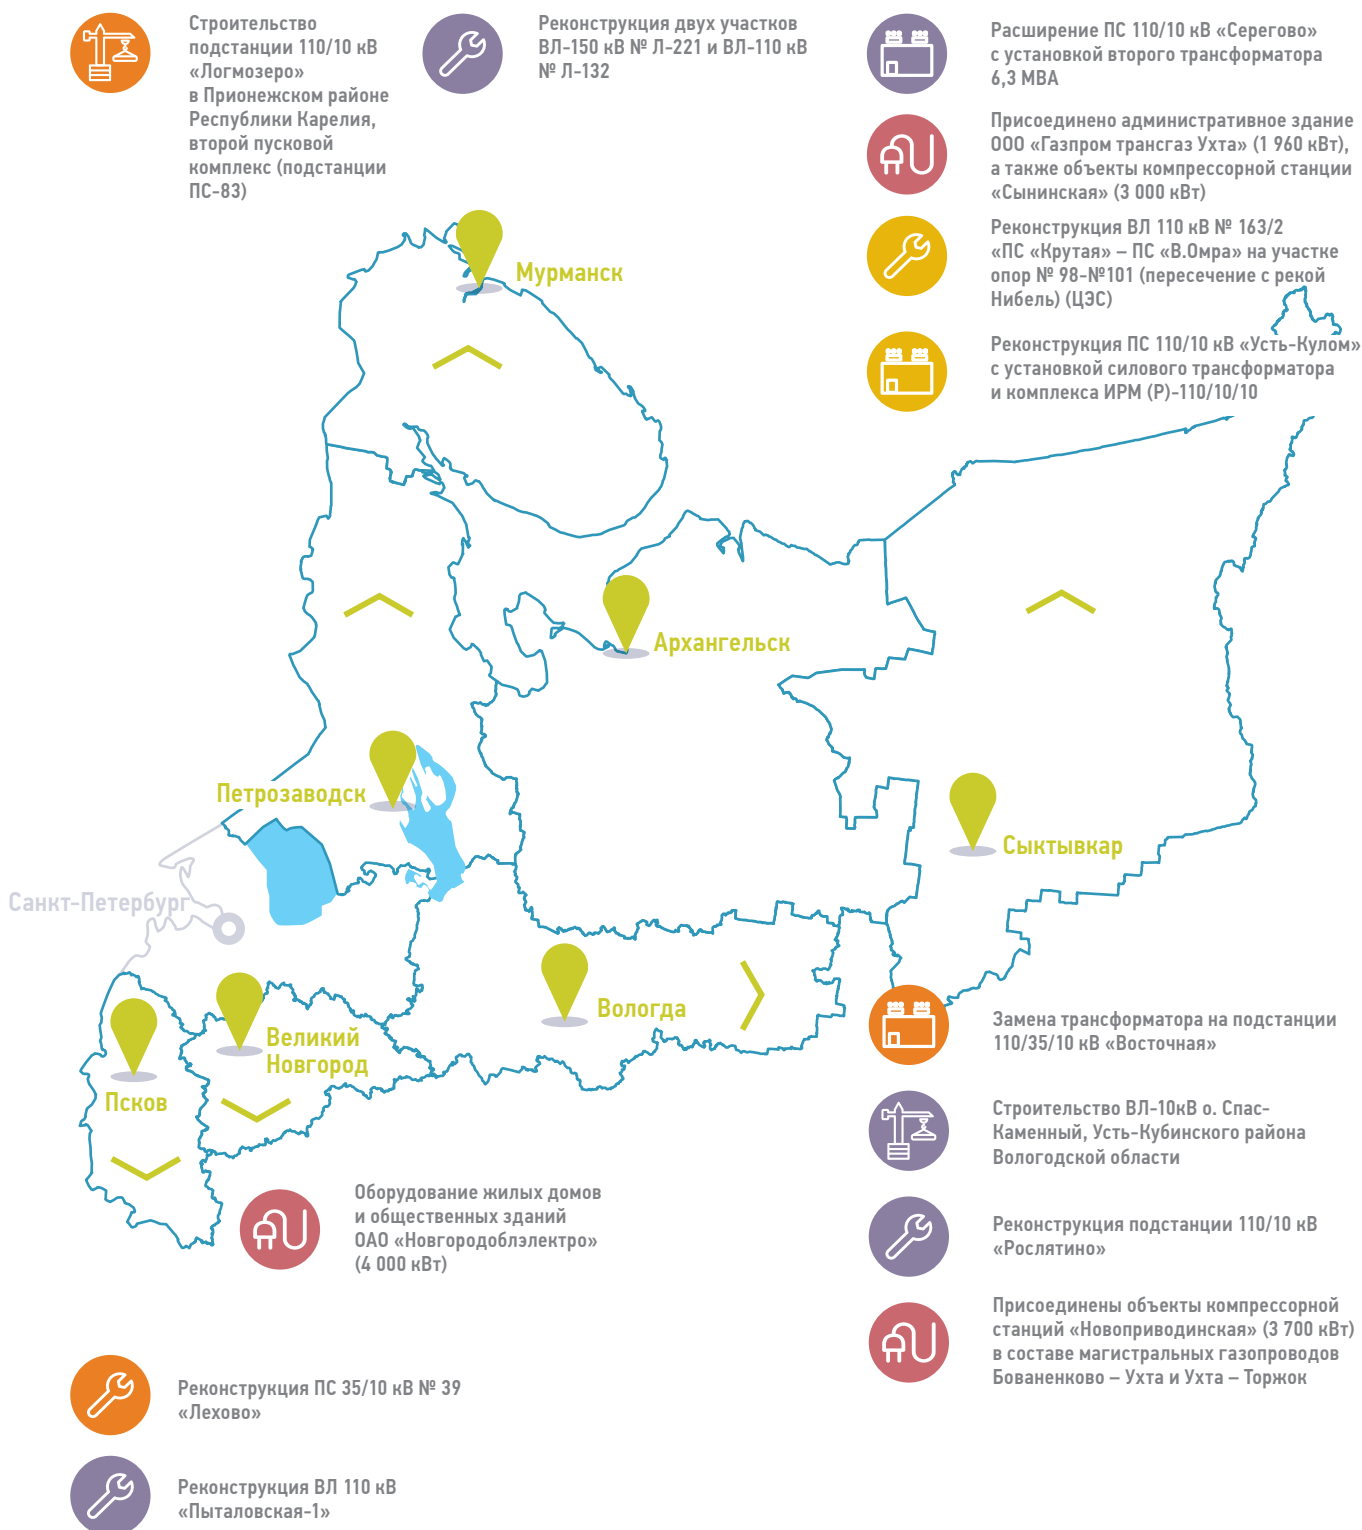 Строительство
подстанции 110/10 кВ
«Логмозеро»
в Прионежском районе
Республики Карелия,
второй пусковой
комплекс (подстанции
ПС-83)
Реконструкция двух участков
ВЛ-150 кВ № Л-221 и ВЛ-110 кВ
№ Л-132
Расширение ПС 110/10 кВ «Серегово»
с установкой второго трансформатора
6,3 МВА
Присоединено административное здание
ООО «Газпром трансгаз Ухта» (1 960 кВт),
а также объекты компрессорной станции
«Сынинская» (3 000 кВт)
Реконструкция ВЛ 110 кВ № 163/2
«ПС «Крутая» – ПС «В.Омра» на участке
опор № 98-№101 (пересечение с рекой
Нибель) (ЦЭС)
Реконструкция ПС 110/10 кВ «Усть-Кулом»
с установкой силового трансформатора
и комплекса ИРМ (Р)-110/10/10
Мурманск
Архангельск
Петрозаводск
Сыктывкар
Санкт-Петербург
Вологда
Великий
Новгород
Псков
Замена трансформатора на подстанции
110/35/10 кВ «Восточная»
Строительство ВЛ-10кВ о. Спас-
Каменный, Усть-Кубинского района
Вологодской области
Реконструкция подстанции 110/10 кВ
«Рослятино»
Присоединены объекты компрессорной
станций «Новоприводинская» (3 700 кВт)
в составе магистральных газопроводов
Бованенково – Ухта и Ухта – Торжок
Оборудование жилых домов
и общественных зданий
ОАО «Новгородоблэлектро»
(4 000 кВт)
Реконструкция ПС 35/10 кВ № 39
«Лехово»
Реконструкция ВЛ 110 кВ
«Пыталовская-1»